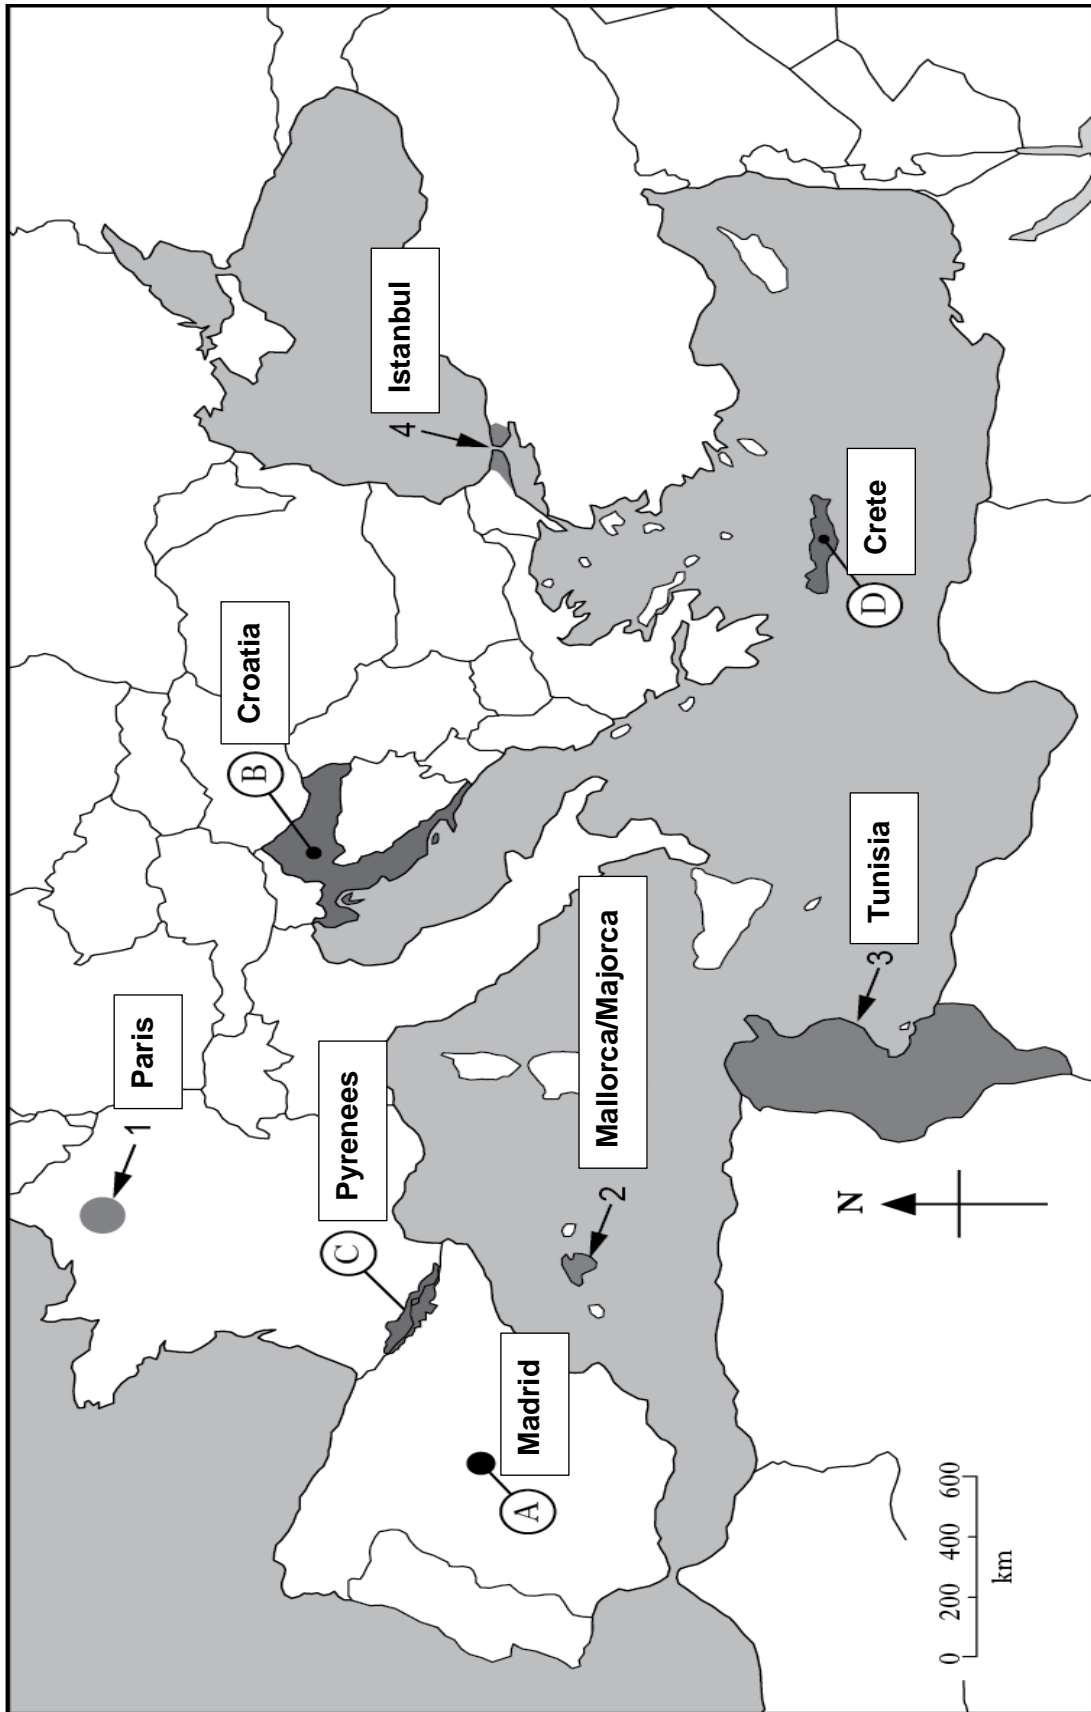 1
Paris
C
Pyrenees
B
Croatia
4
Istanbul
A
Madrid
2
Mallorca/Majorca
3
Tunisia
D
Crete
N
0 200 400 600
km